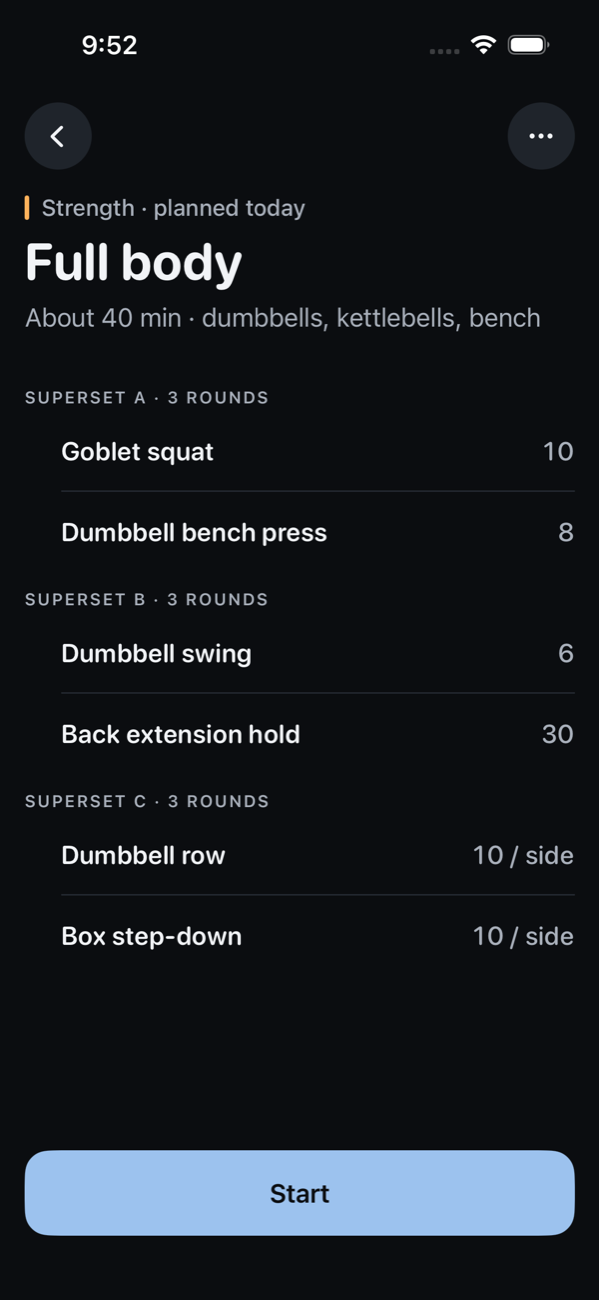 9:52
Strength · planned today
Full body
About 40 min · dumbbells, kettlebells, bench
SUPERSET A · 3 ROUNDS
Goblet squat 10
Dumbbell bench press 8
SUPERSET B · 3 ROUNDS
Dumbbell swing 6
Back extension hold 30
SUPERSET C · 3 ROUNDS
Dumbbell row 10 / side
Box step-down 10 / side
Start